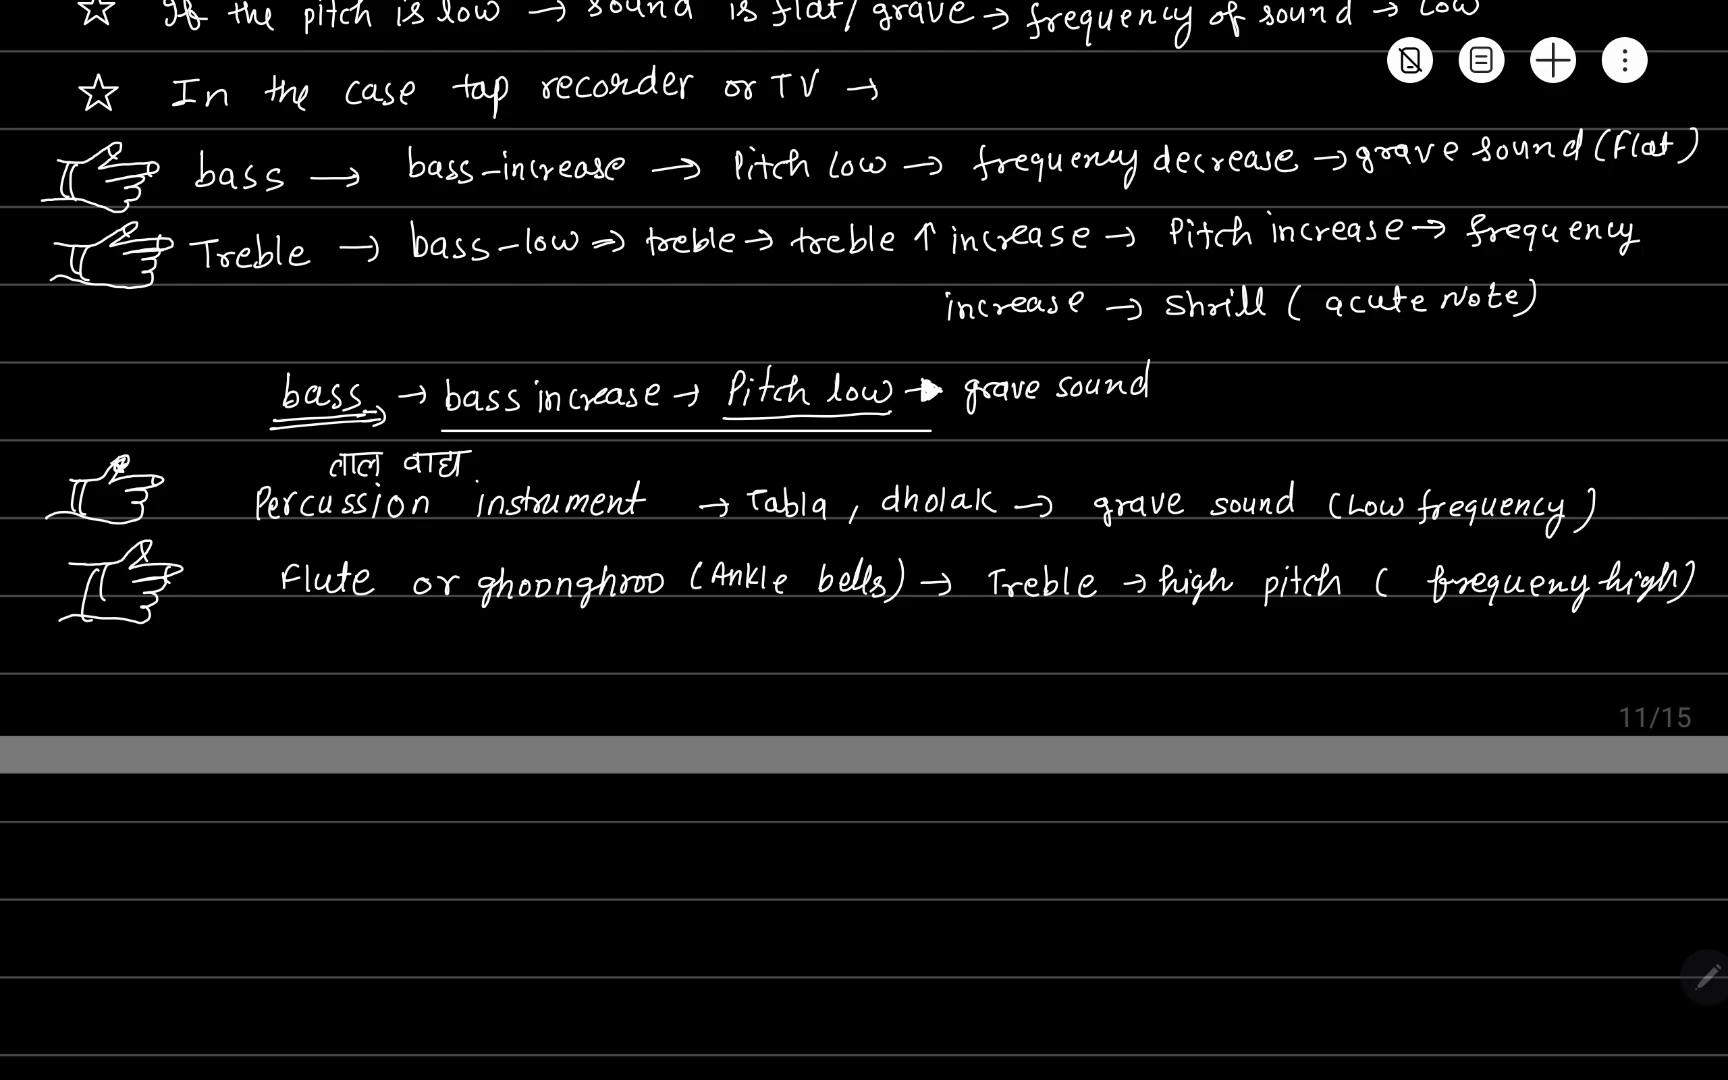 ☆ If the pitch is low → sound is flat/grave → frequency of sound → Low
☆ In the case tap recorder or TV →
bass → bass-increase → Pitch low → frequency decrease → grave sound (flat)
Treble → bass-low => treble → treble ↑ increase → Pitch increase → frequency
increase → shrill ( acute Note)
bass → bass increase → Pitch low → grave sound
ताल वाद्य
Percussion instrument → Tabla, dholak → grave sound (Low frequency)
Flute or ghoonghroo (Ankle bells) → Treble → high pitch ( frequeny high)
11/15